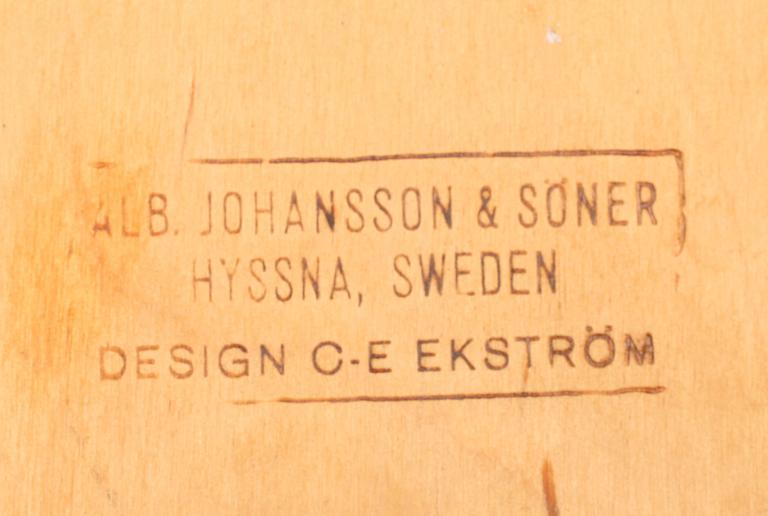 ALB. JOHANSSON & SÖNER
HYSSNA, SWEDEN
DESIGN C-E EKSTRÖM